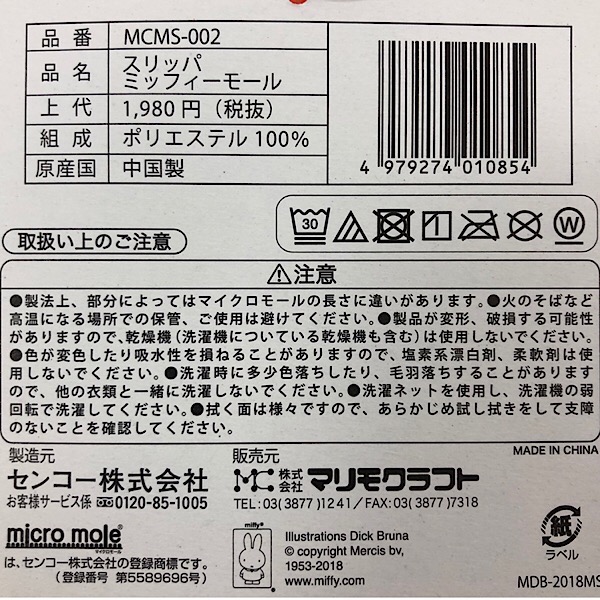 品番 MCMS-002
品名 スリッパ
ミッフィーモール
上代 1,980円（税抜）
組成 ポリエステル100%
原産国 中国製
4 979274 010854
30
W
取扱い上のご注意
⚠注意
●製法上、部分によってはマイクロモールの長さに違いがあります。●火のそばなど
高温になる場所での保管、ご使用は避けてください。●製品が変形、破損する可能性
がありますので、乾燥機（洗濯機についている乾燥機も含む）は使用しないでください。
●色が変色したり吸水性を損ねることがありますので、塩素系漂白剤、柔軟剤は使
用しないでください。●洗濯時に多少色落ちしたり、毛羽落ちすることがあります
ので、他の衣類と一緒に洗濯しないでください。●洗濯ネットを使用し、洗濯機の弱
回転で洗濯してください。●拭く面は様々ですので、あらかじめ試し拭きをして支障
のないことを確認してください。
MADE IN CHINA
製造元
センコー株式会社
お客様サービス係 0120-85-1005
販売元
MC 株式会社 マリモクラフト
TEL:03(3877)1241/FAX:03(3877)7318
micro mole®
マイクロモール
は、センコー株式会社の登録商標です。
（登録番号 第5589696号）
miffy®
Illustrations Dick Bruna
© copyright Mercis bv,
1953-2018
www.miffy.com
紙
ラベル
MDB-2018MS